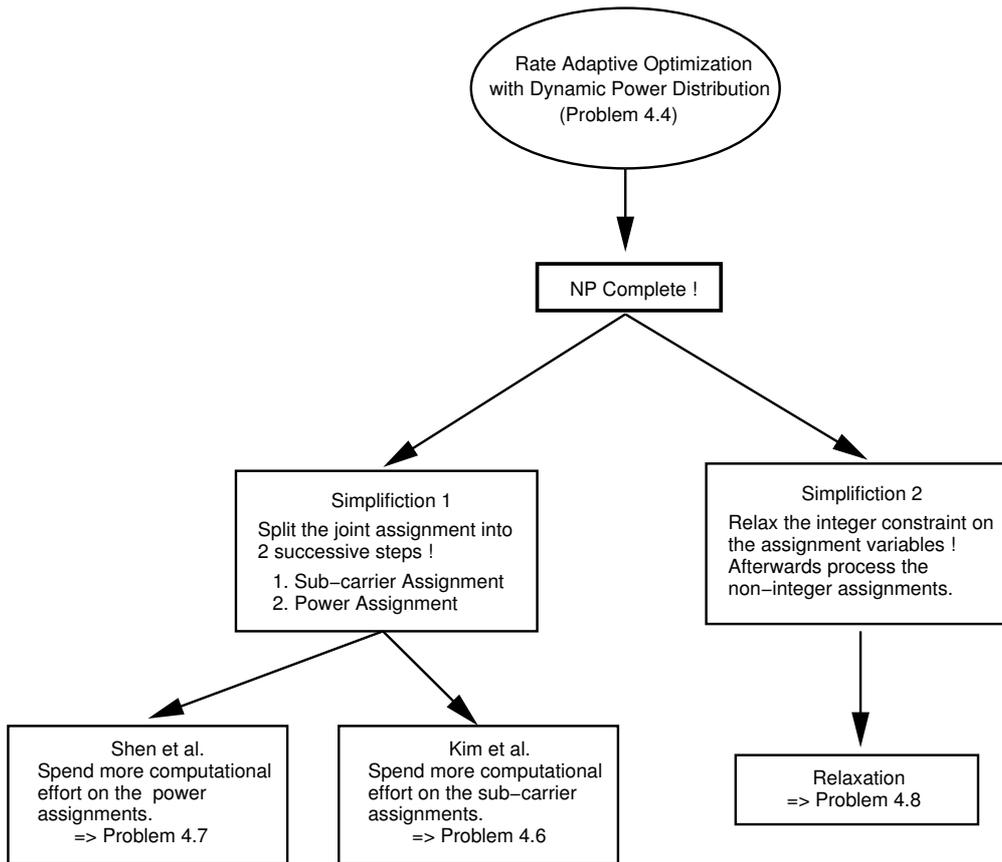 Rate Adaptive Optimization
with Dynamic Power Distribution
(Problem 4.4)
NP Complete !
Simplifiction 1
Split the joint assignment into
2 successive steps !
1. Sub−carrier Assignment
2. Power Assignment
Simplifiction 2
Relax the integer constraint on
the assignment variables !
Afterwards process the
non−integer assignments.
Shen et al.
Spend more computational
effort on the power
assignments.
=> Problem 4.7
Kim et al.
Spend more computational
effort on the sub−carrier
assignments.
=> Problem 4.6
Relaxation
=> Problem 4.8